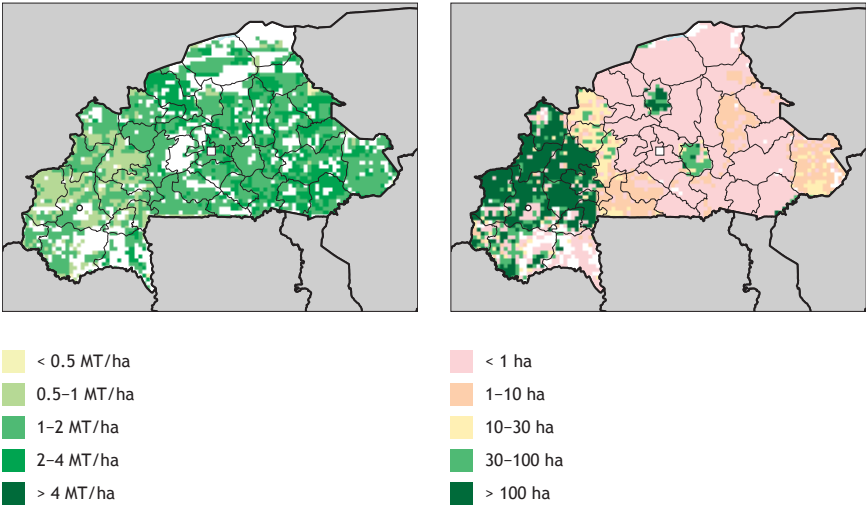 < 0.5 MT/ha
0.5–1 MT/ha
1–2 MT/ha
2–4 MT/ha
> 4 MT/ha
< 1 ha
1–10 ha
10–30 ha
30–100 ha
> 100 ha